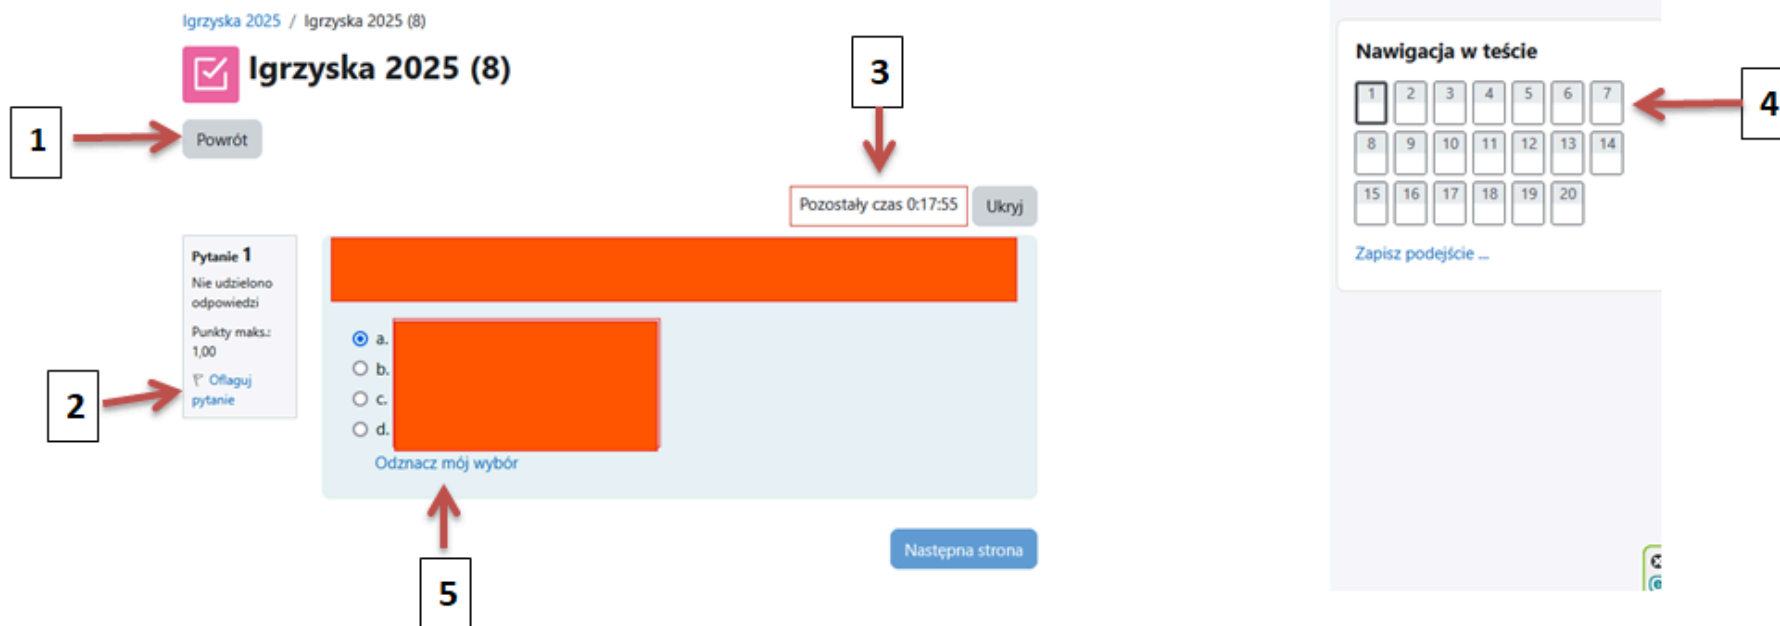 Igrzyska 2025 / Igrzyska 2025 (8)
Igrzyska 2025 (8)
1
Powrót
3
Pozostały czas 0:17:55
Ukryj
Pytanie 1
Nie udzielono
odpowiedzi
Punkty maks.:
1,00
Oflaguj
pytanie
2
a.
b.
c.
d.
Odznacz mój wybór
5
Następna strona
Nawigacja w teście
1 2 3 4 5 6 7
8 9 10 11 12 13 14
15 16 17 18 19 20
Zapisz podejście ...
4